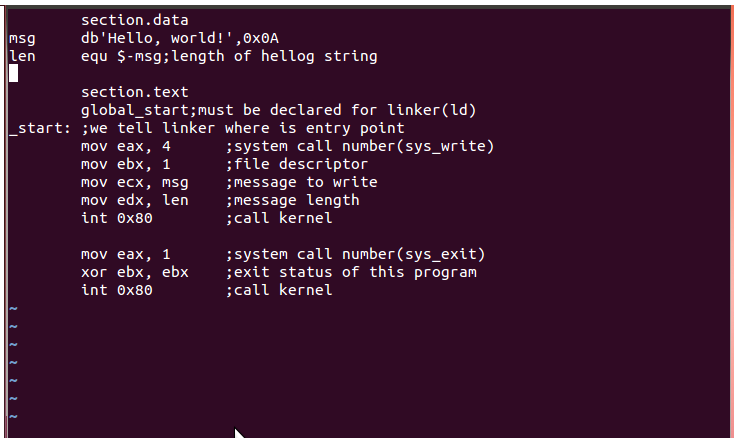 section.data
msg db'Hello, world!',0x0A
len equ $-msg;length of hellog string
section.text
global_start;must be declared for linker(ld)
_start: ;we tell linker where is entry point
mov eax, 4 ;system call number(sys_write)
mov ebx, 1 ;file descriptor
mov ecx, msg ;message to write
mov edx, len ;message length
int 0x80 ;call kernel
mov eax, 1 ;system call number(sys_exit)
xor ebx, ebx ;exit status of this program
int 0x80 ;call kernel
~
~
~
~
~
~
~